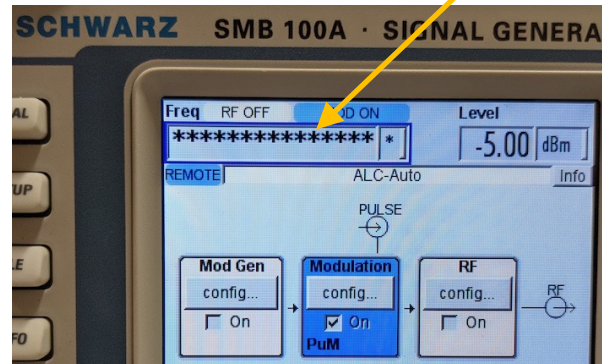 SCHWARZ SMB 100A · SIGNAL GENERA
AL
UP
LE
FO
Freq RF OFF OD ON Level
*************** * -5.00 dBm
REMOTE ALC-Auto Info
PULSE
Mod Gen Modulation RF
config... config... config... RF
On On On
PuM